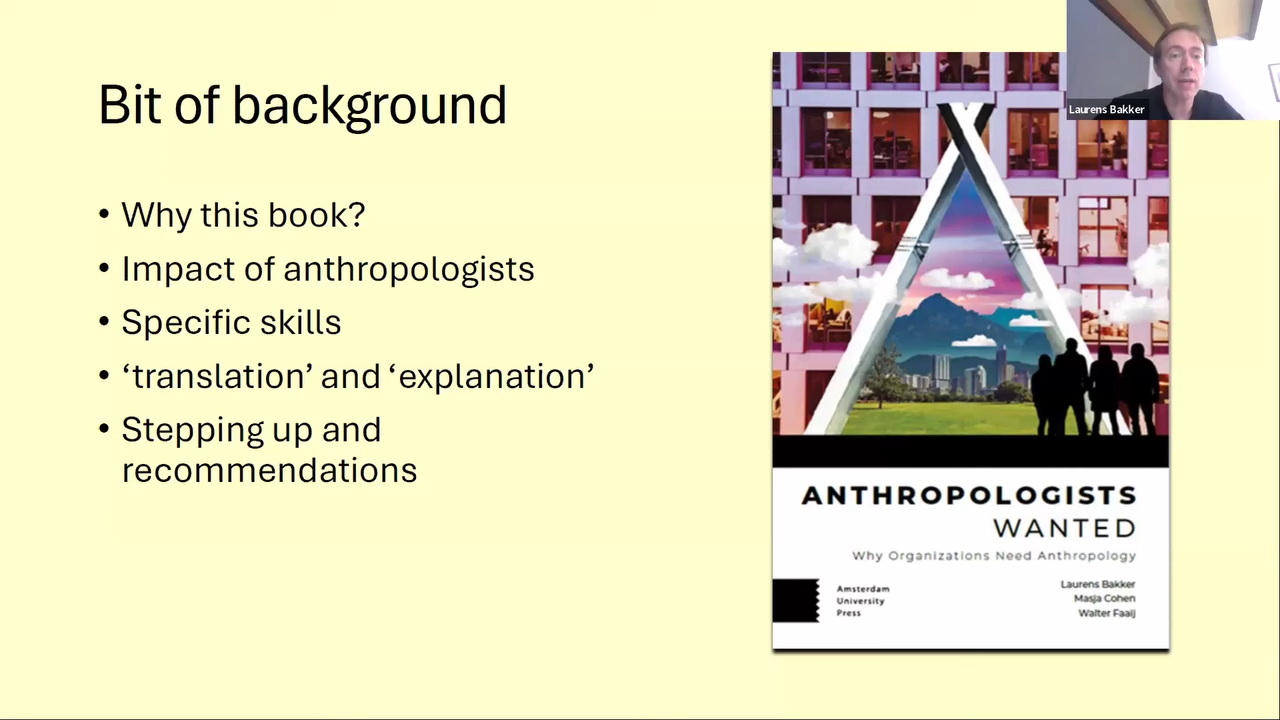 Bit of background
• Why this book?
• Impact of anthropologists
• Specific skills
• ‘translation’ and ‘explanation’
• Stepping up and
recommendations
Laurens Bakker
ANTHROPOLOGISTS
WANTED
Why Organizations Need Anthropology
Amsterdam
University
Press
Laurens Bakker
Masja Cohen
Walter Faaij